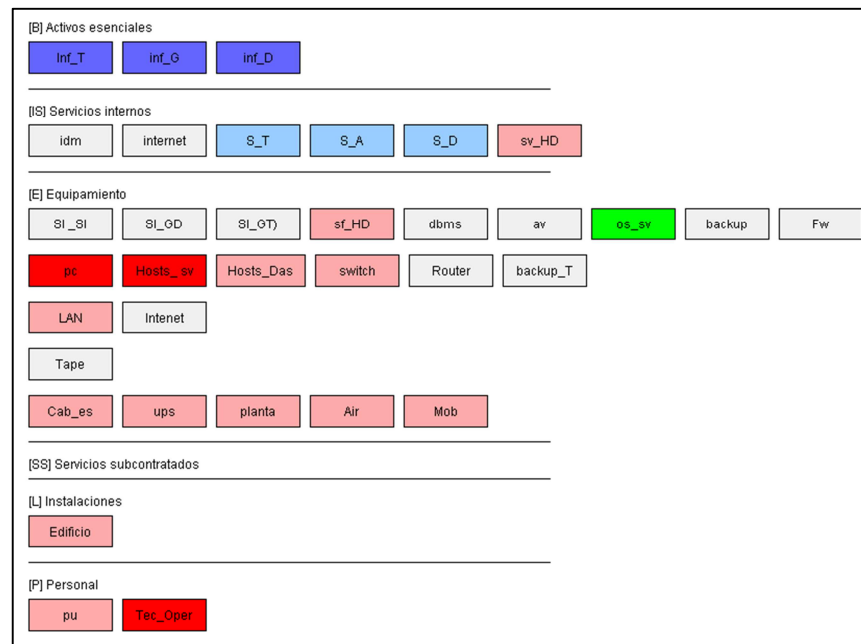 [B] Activos esenciales
Inf_T inf_G inf_D
[IS] Servicios internos
idm internet S_T S_A S_D sv_HD
[E] Equipamiento
SI_SI SI_GD SI_GT) sf_HD dbms av os_sv backup Fw
pc Hosts_sv Hosts_Das switch Router backup_T
LAN Intenet
Tape
Cab_es ups planta Air Mob
[SS] Servicios subcontratados
[L] Instalaciones
Edificio
[P] Personal
pu Tec_Oper